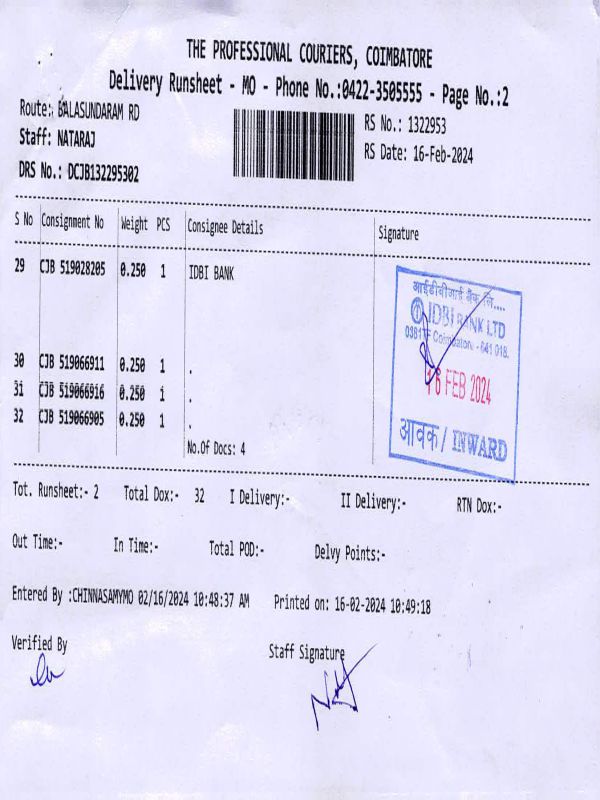 THE PROFESSIONAL COURIERS, COIMBATORE
Delivery Runsheet - MO - Phone No.:0422-3505555 - Page No.:2
Route: BALASUNDARAM RD
RS No.: 1322953
Staff: NATARAJ
RS Date: 16-Feb-2024
DRS No.: DCJB132295302
S No Consignment No Weight PCS Consignee Details Signature
29 CJB 519028205 0.250 1 IDBI BANK
आईडीबीआई बैंक लि....
IDBI BANK LTD
Coimbatore - 641 018.
16 FEB 2024
आवक / INWARD
30 CJB 519066911 0.250 1 .
31 CJB 519066916 0.250 1 .
32 CJB 519066905 0.250 1 .
No.Of Docs: 4
Tot. Runsheet:- 2 Total Dox:- 32 I Delivery:- II Delivery:- RTN Dox:-
Out Time:- In Time:- Total POD:- Delvy Points:-
Entered By :CHINNASAMYMO 02/16/2024 10:48:37 AM Printed on: 16-02-2024 10:49:18
Verified By Staff Signature